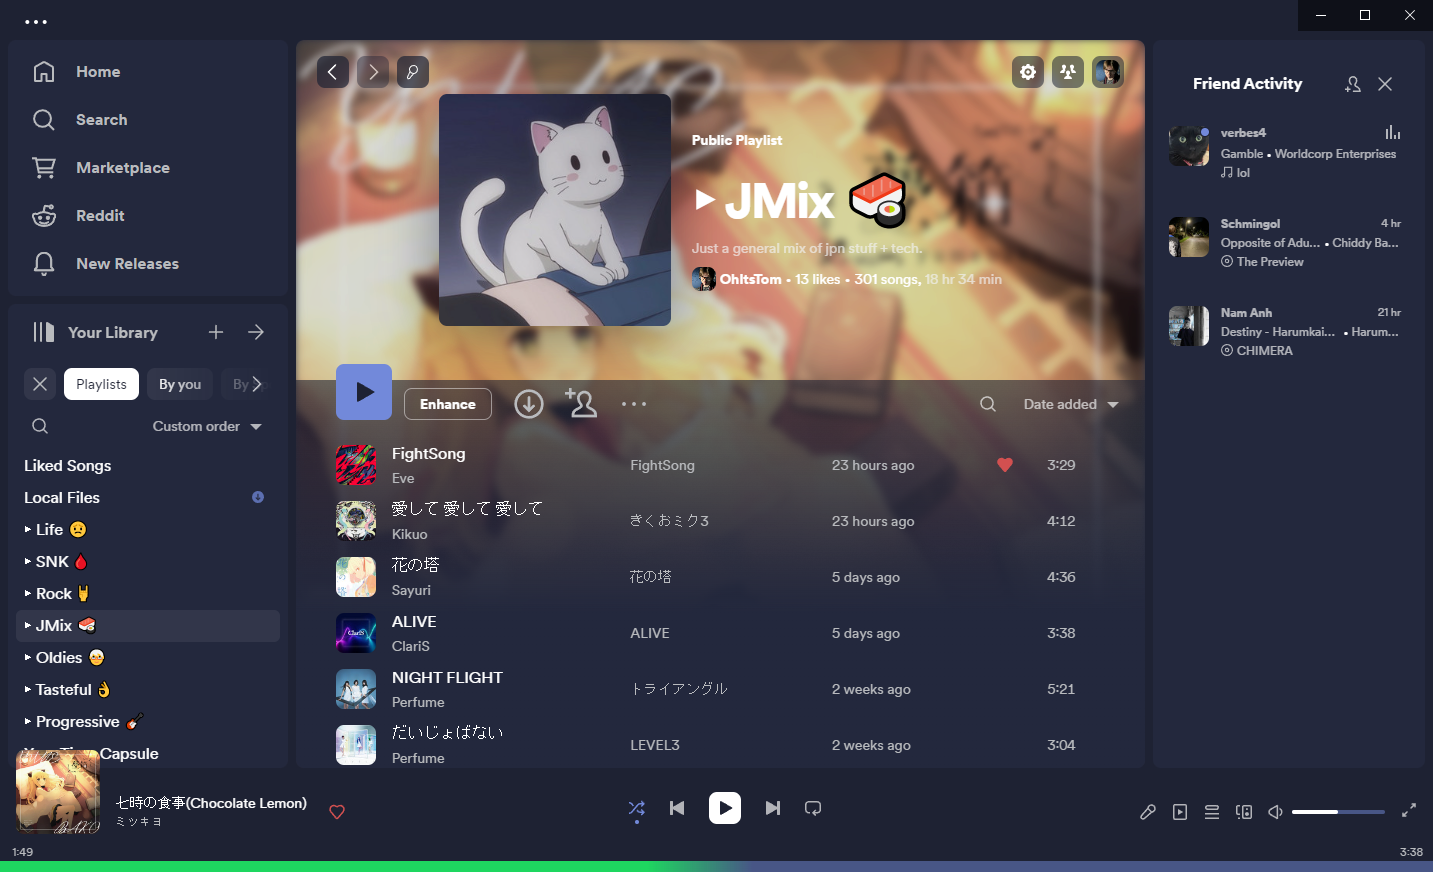 Home
Search
Marketplace
Reddit
New Releases
Your Library
Playlists
By you
By
Custom order
Liked Songs
Local Files
Life 😟
SNK 🩸
Rock 🤘
JMix 🍣
Oldies 👵
Tasteful 👌
Progressive 🎸
Capsule
Public Playlist
JMix 🍣
Just a general mix of jpn stuff + tech.
OhItsTom • 13 likes • 301 songs, 18 hr 34 min
Enhance
Date added
FightSong
Eve
FightSong
23 hours ago
3:29
愛して 愛して 愛して
Kikuo
きくおミク3
23 hours ago
4:12
花の塔
Sayuri
花の塔
5 days ago
4:36
ClariS
ALIVE
ClariS
ALIVE
5 days ago
3:38
NIGHT FLIGHT
Perfume
トライアングル
2 weeks ago
5:21
だいじょばない
Perfume
LEVEL3
2 weeks ago
3:04
Friend Activity
verbes4
Gamble • Worldcorp Enterprises
lol
Schmingol
4 hr
Opposite of Adu... • Chiddy Ba...
The Preview
Nam Anh
21 hr
Destiny - Harumkai... • Harum...
CHIMERA
七時の食事(Chocolate Lemon)
ミツキヨ
1:49
3:38